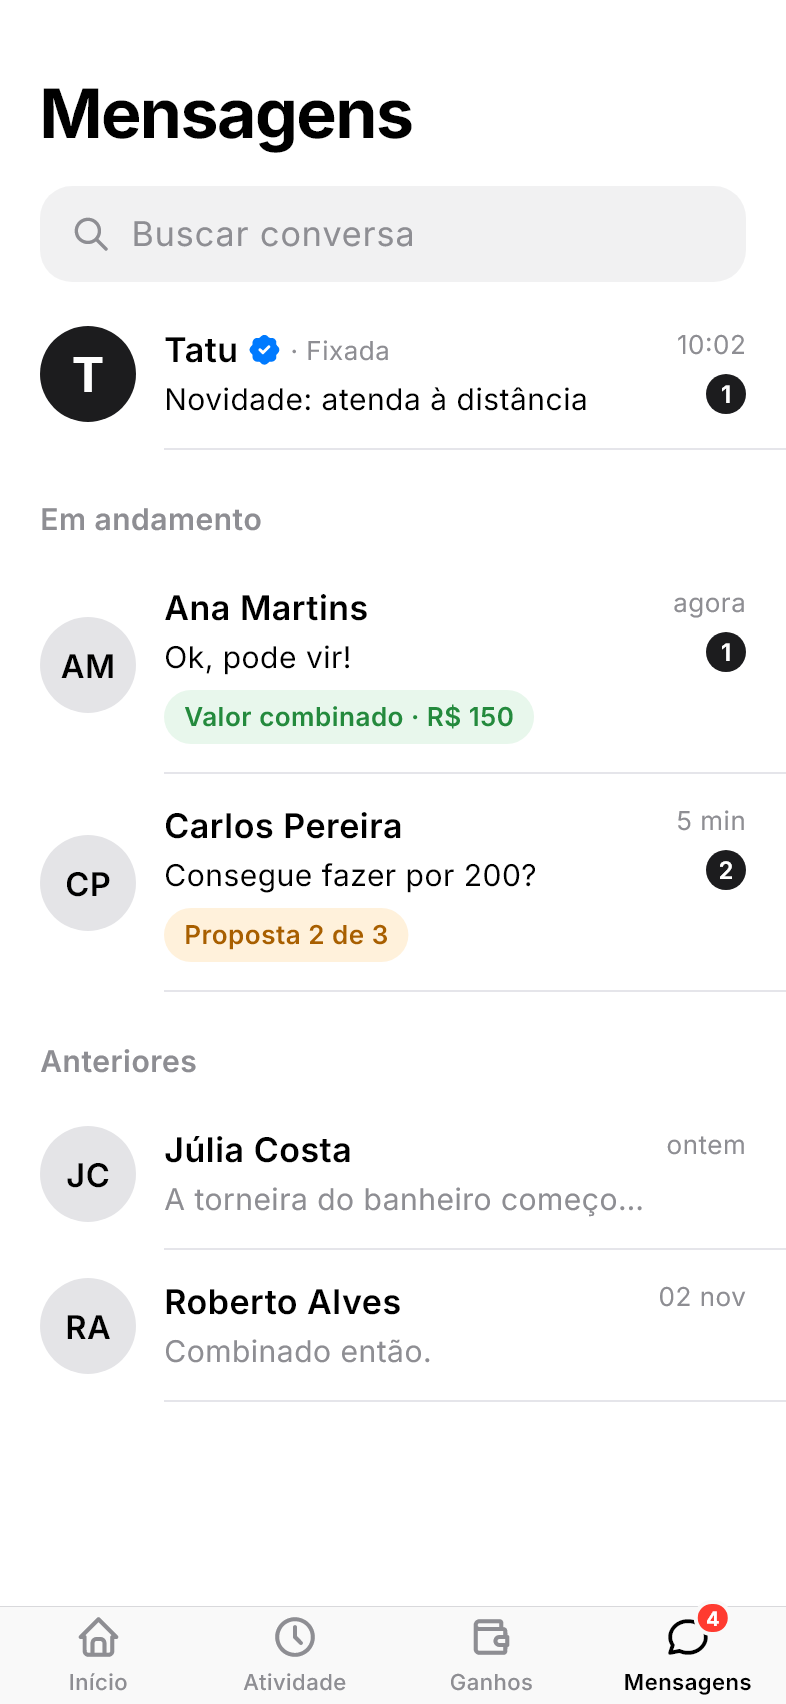 Mensagens
Buscar conversa
T
Tatu · Fixada
10:02
Novidade: atenda à distância
1
Em andamento
AM
Ana Martins
agora
Ok, pode vir!
1
Valor combinado · R$ 150
CP
Carlos Pereira
5 min
Consegue fazer por 200?
2
Proposta 2 de 3
Anteriores
JC
Júlia Costa
ontem
A torneira do banheiro começo...
RA
Roberto Alves
02 nov
Combinado então.
4
Início
Atividade
Ganhos
Mensagens